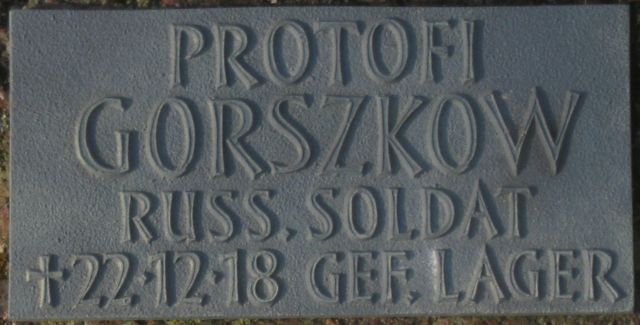 PROTOFI
GORSZKOW
RUSS. SOLDAT
+22.12.18 GEF. LAGER